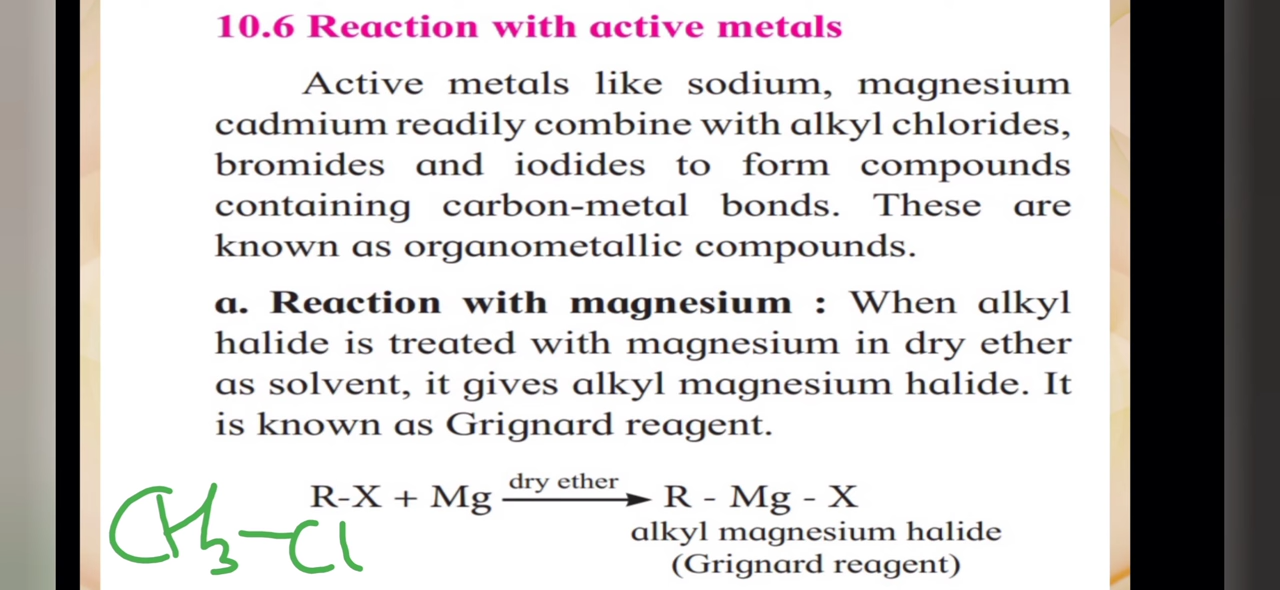 10.6 Reaction with active metals
Active metals like sodium, magnesium
cadmium readily combine with alkyl chlorides,
bromides and iodides to form compounds
containing carbon-metal bonds. These are
known as organometallic compounds.
a. Reaction with magnesium : When alkyl
halide is treated with magnesium in dry ether
as solvent, it gives alkyl magnesium halide. It
is known as Grignard reagent.
R-X + Mg dry ether R - Mg - X
CH3-Cl
alkyl magnesium halide
(Grignard reagent)